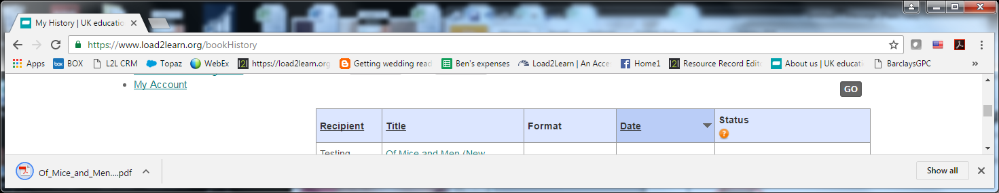 My History | UK educatio
https://www.load2learn.org/bookHistory
Apps BOX L2L CRM Topaz WebEx https://load2learn.org Getting wedding read Ben's expenses Load2Learn | An Acce Home1 Resource Record Edit About us | UK educati BarclaysGPC »
My Account
GO
Recipient Title Format Date Status
?
Testing Of Mice and Men (New
Of_Mice_and_Men....pdf Show all